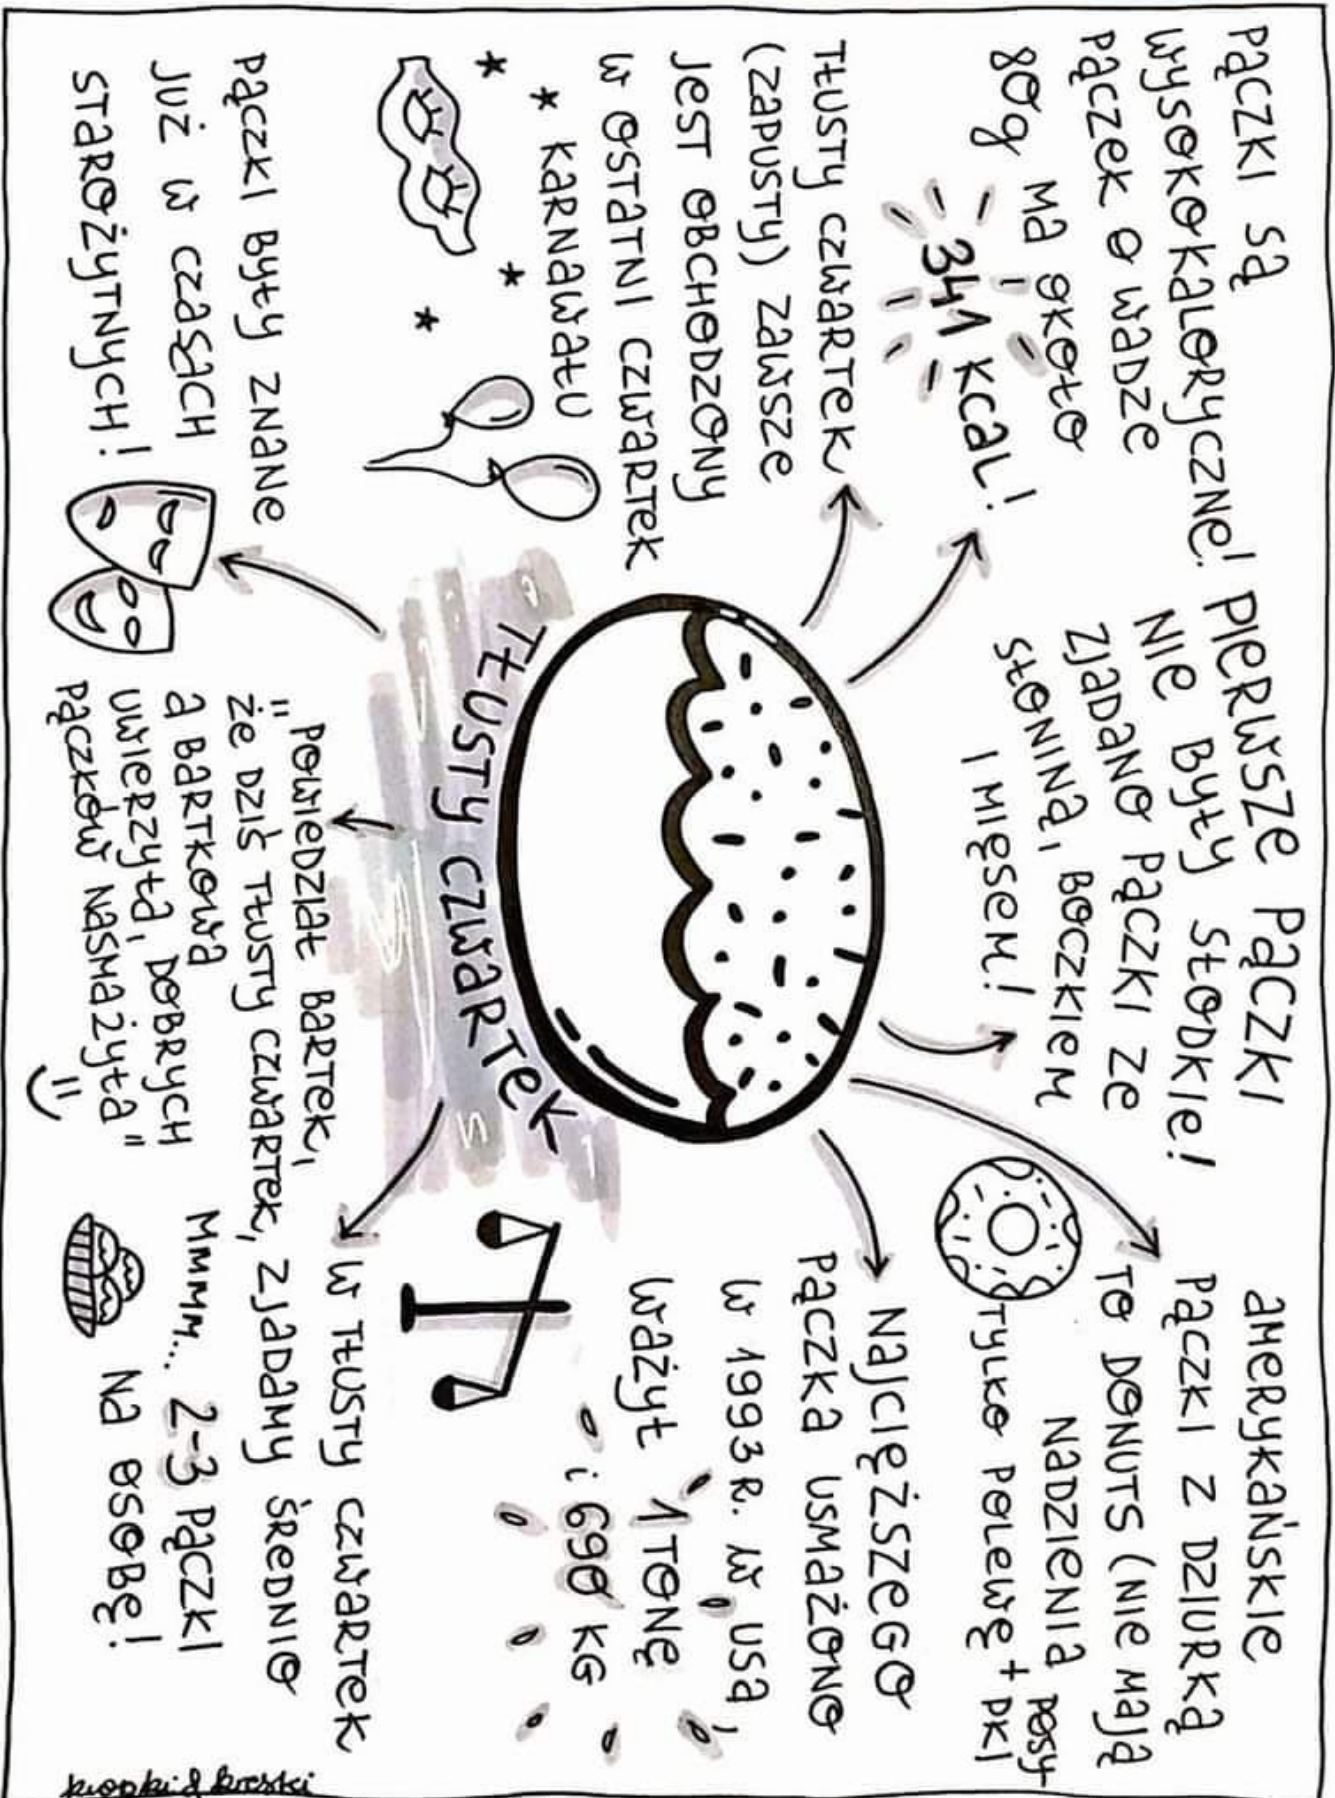 Pączki są
wysokokaloryczne!
Pączek o wadze
80g ma około
341 kcal!
Pierwsze pączki
nie były słodkie!
Zjadano pączki ze
słoniną, boczkiem
i mięsem!
Amerykańskie
pączki z dziurką
to donuts (nie mają
nadzienia
tylko polewę + posy-
pki)
Tłusty czwartek
(zapusty) zawsze
jest obchodzony
w ostatni czwartek
karnawału
Najcięższego
pączka usmażono
w 1993 r. w USA,
ważył 1 tonę
i 690 kg
Tłusty czwartek
Pączki były znane
już w czasach
starożytnych!
"Powiedział Bartek,
że dziś tłusty czwartek,
a Bartkowa
uwierzyła, dobrych
pączków nasmażyła"
W tłusty czwartek
zjadamy średnio
Mmmm... 2-3 pączki
na osobę!
kropki&kreski